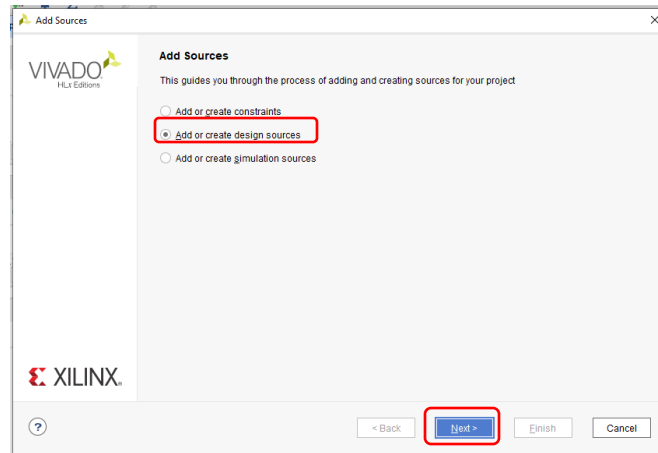 Add Sources
VIVADO
HLx Editions
Add Sources
This guides you through the process of adding and creating sources for your project
Add or create constraints
Add or create design sources
Add or create simulation sources
XILINX.
?
< Back
Next >
Finish
Cancel